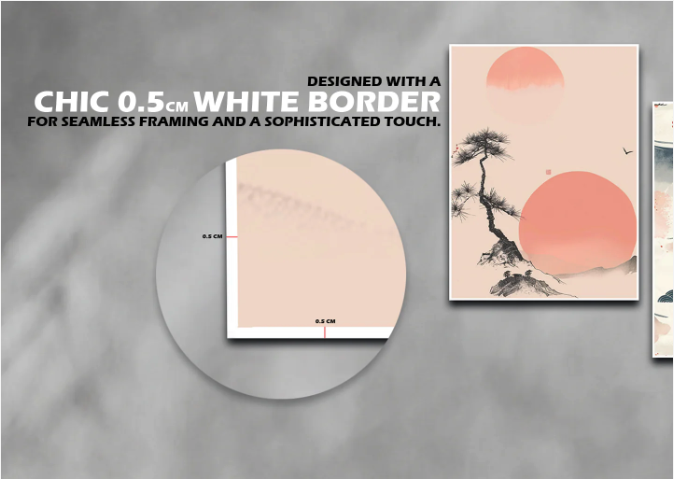 DESIGNED WITH A
CHIC 0.5CM WHITE BORDER
FOR SEAMLESS FRAMING AND A SOPHISTICATED TOUCH.
0.5 CM
0.5 CM